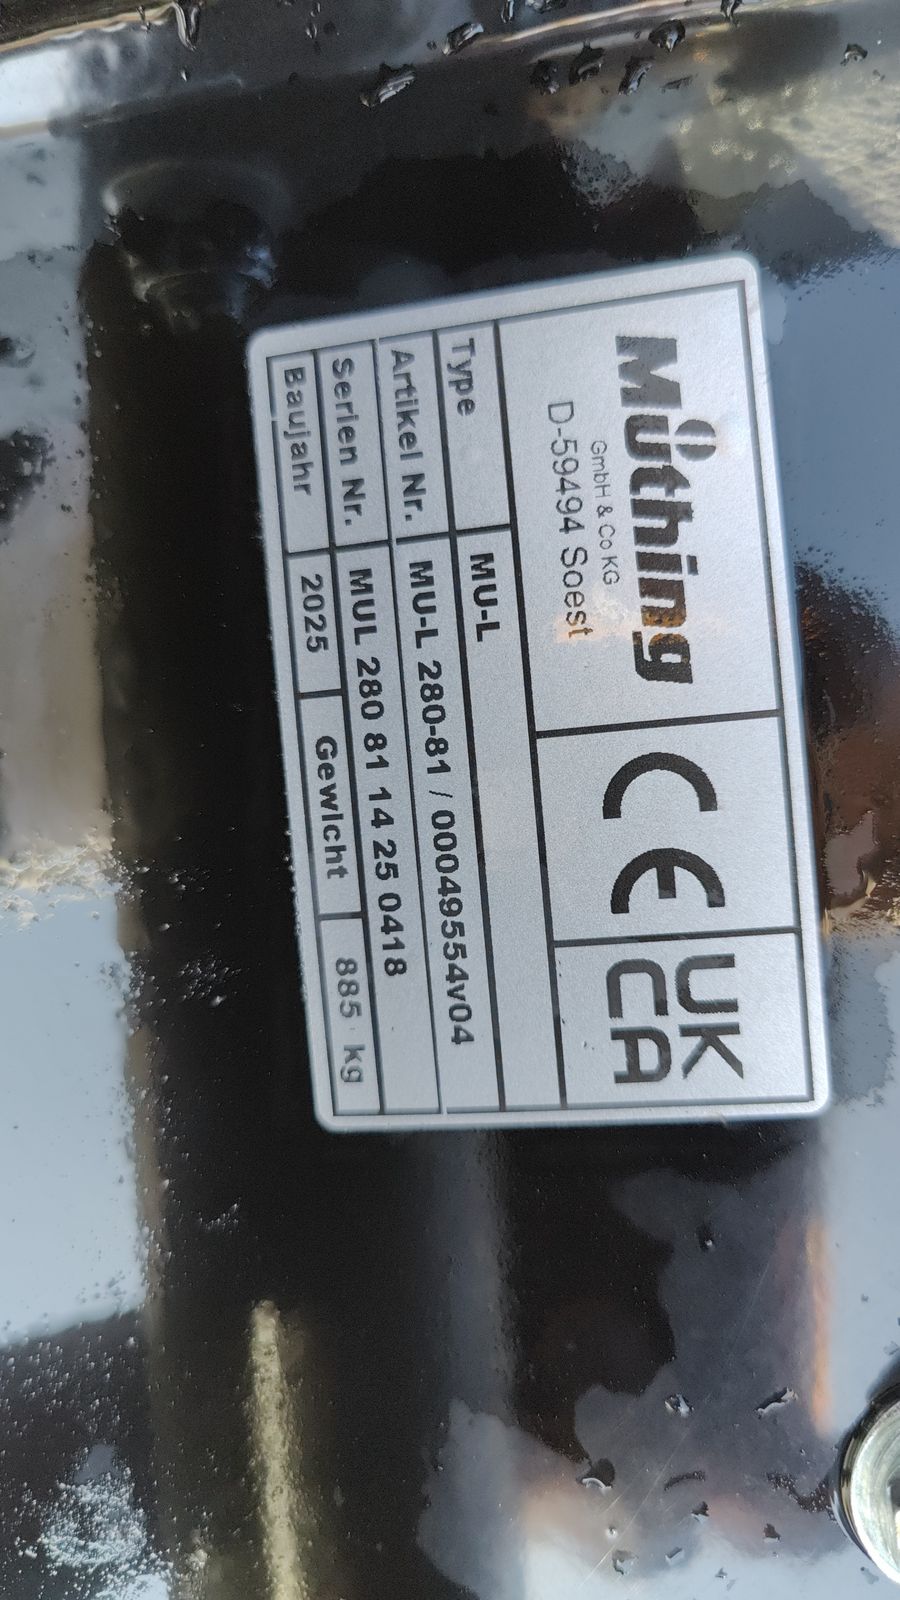 Müthing
GmbH & Co KG
D-59494 Soest
CE
UK
CA
Type MU-L
Artikel Nr. MU-L 280-81 / 00049554v04
Serien Nr. MUL 280 81 14 25 0418
Baujahr 2025 Gewicht 885 kg